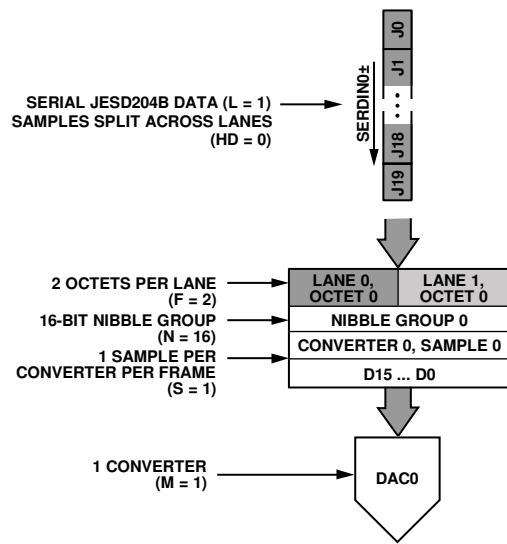 J0
J1
SERDIN0±
J18
J19
SERIAL JESD204B DATA (L = 1)
SAMPLES SPLIT ACROSS LANES
(HD = 0)
2 OCTETS PER LANE
(F = 2)
LANE 0,
OCTET 0
LANE 1,
OCTET 0
16-BIT NIBBLE GROUP
(N = 16)
NIBBLE GROUP 0
1 SAMPLE PER
CONVERTER PER FRAME
(S = 1)
CONVERTER 0, SAMPLE 0
D15 ... D0
1 CONVERTER
(M = 1)
DAC0